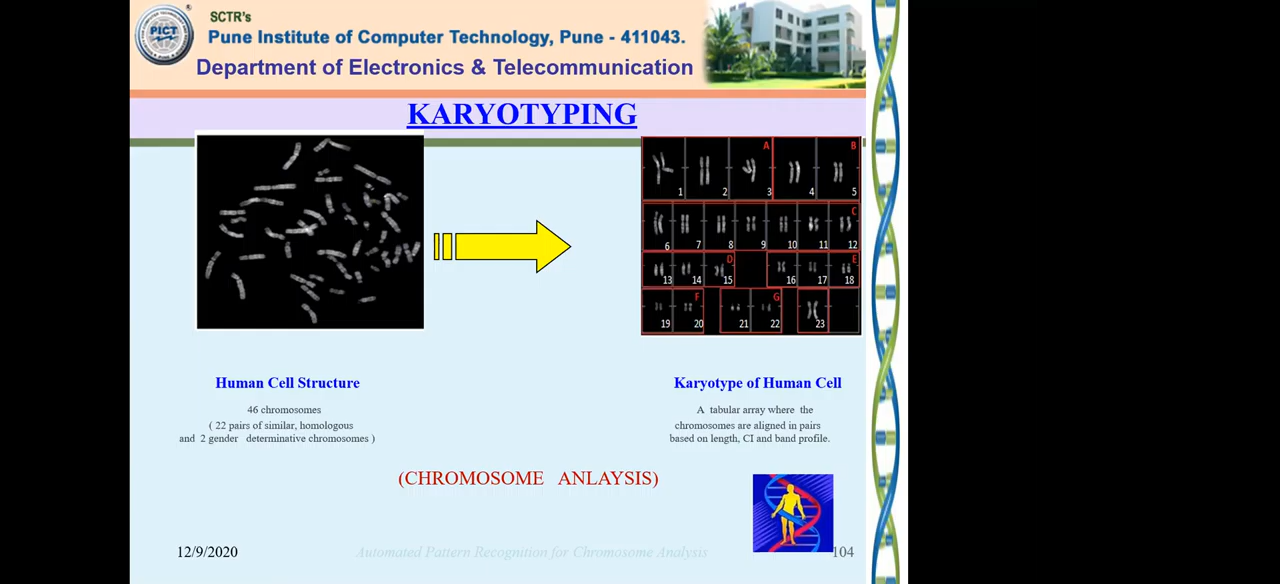 SCTR's
PICT
Pune Institute of Computer Technology, Pune - 411043.
Department of Electronics & Telecommunication
KARYOTYPING
A B
1 2 3 4 5
C
6 7 8 9 10 11 12
D E
13 14 15 16 17 18
F G
19 20 21 22 23
Human Cell Structure
46 chromosomes
( 22 pairs of similar, homologous
and 2 gender determinative chromosomes )
Karyotype of Human Cell
A tabular array where the
chromosomes are aligned in pairs
based on length, CI and band profile.
(CHROMOSOME ANLAYSIS)
12/9/2020
Automated Pattern Recognition for Chromosome Analysis
104